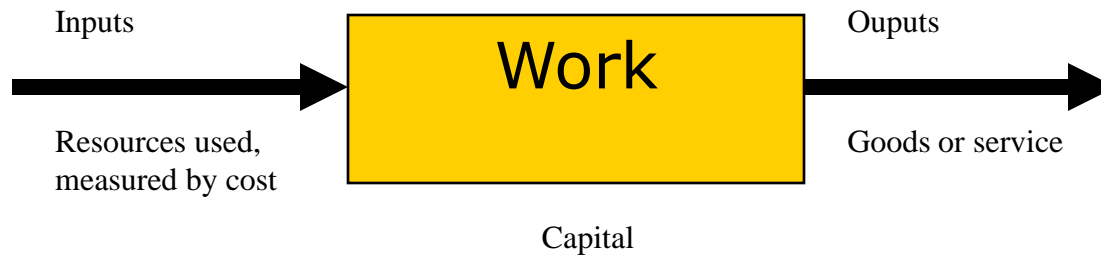 Inputs
Work
Ouputs
Resources used,
measured by cost
Goods or service
Capital